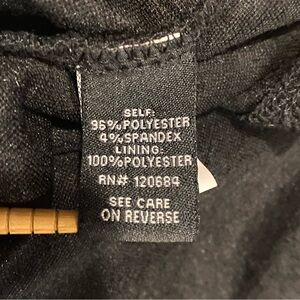 SELF:
96%POLYESTER
4%SPANDEX
LINING:
100%POLYESTER
RN# 120684
SEE CARE
ON REVERSE